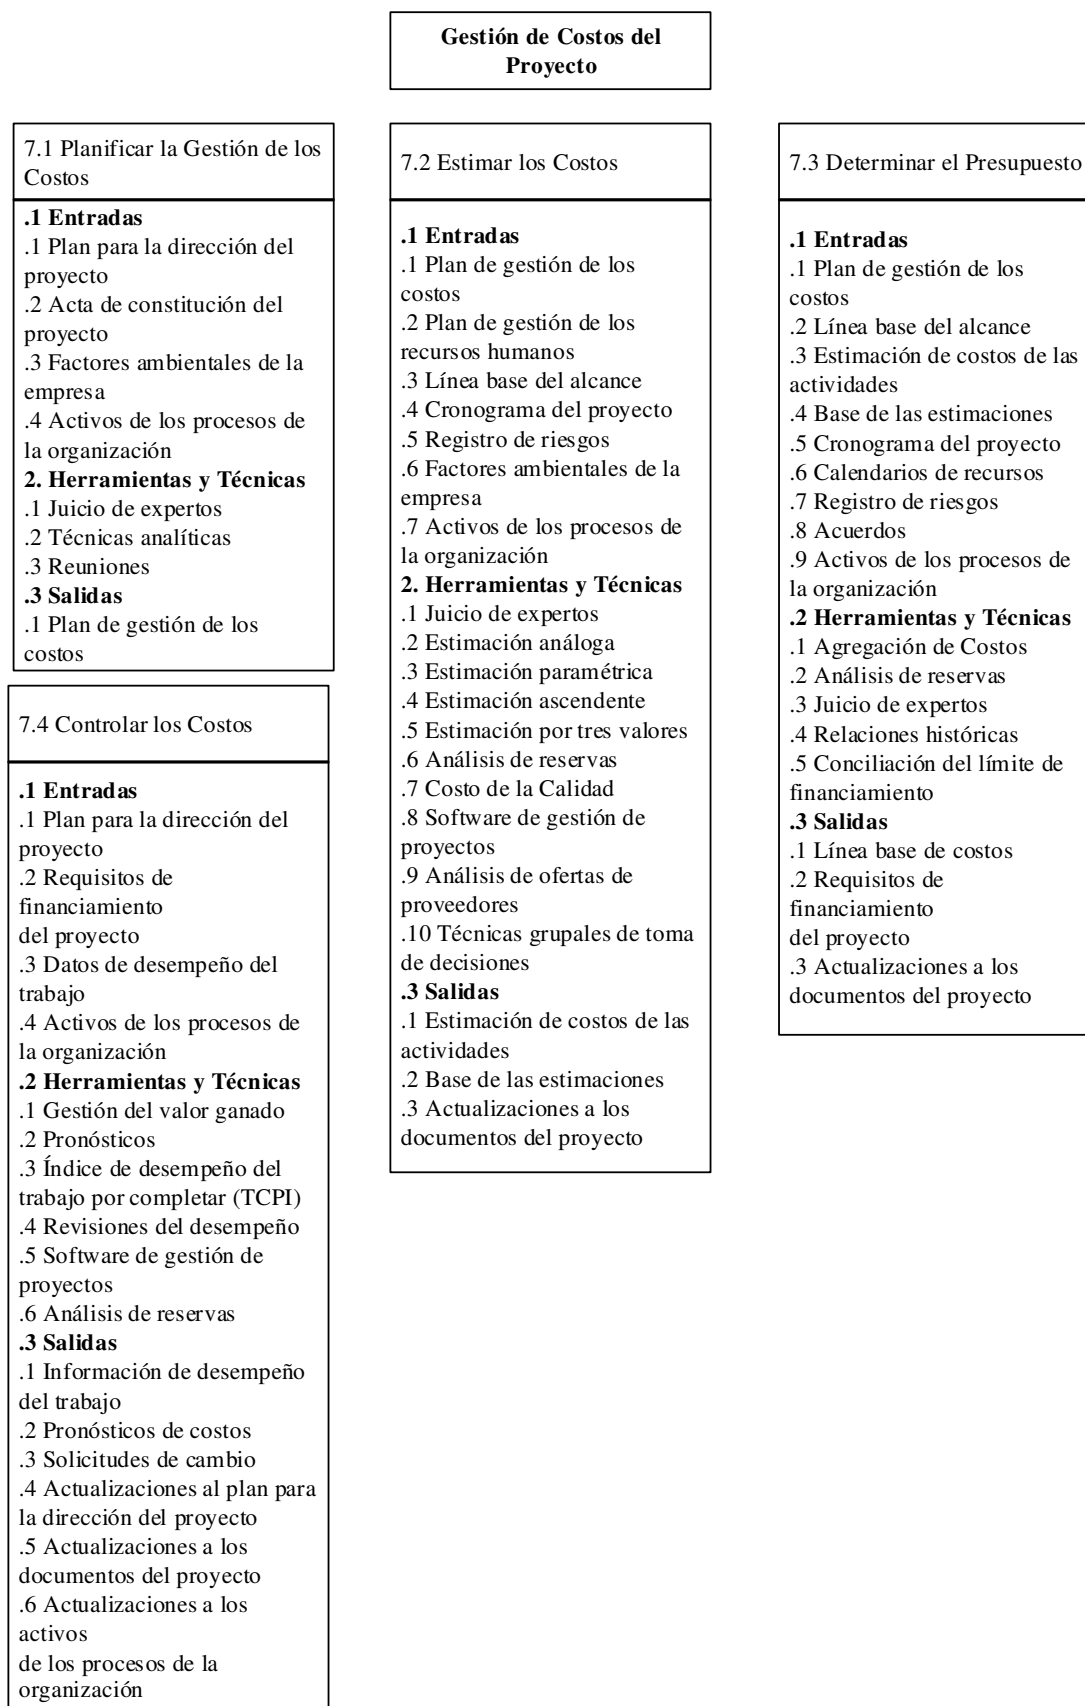 Gestión de Costos del
Proyecto
7.1 Planificar la Gestión de los
Costos
.1 Entradas
.1 Plan para la dirección del
proyecto
.2 Acta de constitución del
proyecto
.3 Factores ambientales de la
empresa
.4 Activos de los procesos de
la organización
2. Herramientas y Técnicas
.1 Juicio de expertos
.2 Técnicas analíticas
.3 Reuniones
.3 Salidas
.1 Plan de gestión de los
costos
7.2 Estimar los Costos
.1 Entradas
.1 Plan de gestión de los
costos
.2 Plan de gestión de los
recursos humanos
.3 Línea base del alcance
.4 Cronograma del proyecto
.5 Registro de riesgos
.6 Factores ambientales de la
empresa
.7 Activos de los procesos de
la organización
2. Herramientas y Técnicas
.1 Juicio de expertos
.2 Estimación análoga
.3 Estimación paramétrica
.4 Estimación ascendente
.5 Estimación por tres valores
.6 Análisis de reservas
.7 Costo de la Calidad
.8 Software de gestión de
proyectos
.9 Análisis de ofertas de
proveedores
.10 Técnicas grupales de toma
de decisiones
.3 Salidas
.1 Estimación de costos de las
actividades
.2 Base de las estimaciones
.3 Actualizaciones a los
documentos del proyecto
7.3 Determinar el Presupuesto
.1 Entradas
.1 Plan de gestión de los
costos
.2 Línea base del alcance
.3 Estimación de costos de las
actividades
.4 Base de las estimaciones
.5 Cronograma del proyecto
.6 Calendarios de recursos
.7 Registro de riesgos
.8 Acuerdos
.9 Activos de los procesos de
la organización
.2 Herramientas y Técnicas
.1 Agregación de Costos
.2 Análisis de reservas
.3 Juicio de expertos
.4 Relaciones históricas
.5 Conciliación del límite de
financiamiento
.3 Salidas
.1 Línea base de costos
.2 Requisitos de
financiamiento
del proyecto
.3 Actualizaciones a los
documentos del proyecto
7.4 Controlar los Costos
.1 Entradas
.1 Plan para la dirección del
proyecto
.2 Requisitos de
financiamiento
del proyecto
.3 Datos de desempeño del
trabajo
.4 Activos de los procesos de
la organización
.2 Herramientas y Técnicas
.1 Gestión del valor ganado
.2 Pronósticos
.3 Índice de desempeño del
trabajo por completar (TCPI)
.4 Revisiones del desempeño
.5 Software de gestión de
proyectos
.6 Análisis de reservas
.3 Salidas
.1 Información de desempeño
del trabajo
.2 Pronósticos de costos
.3 Solicitudes de cambio
.4 Actualizaciones al plan para
la dirección del proyecto
.5 Actualizaciones a los
documentos del proyecto
.6 Actualizaciones a los
activos
de los procesos de la
organización